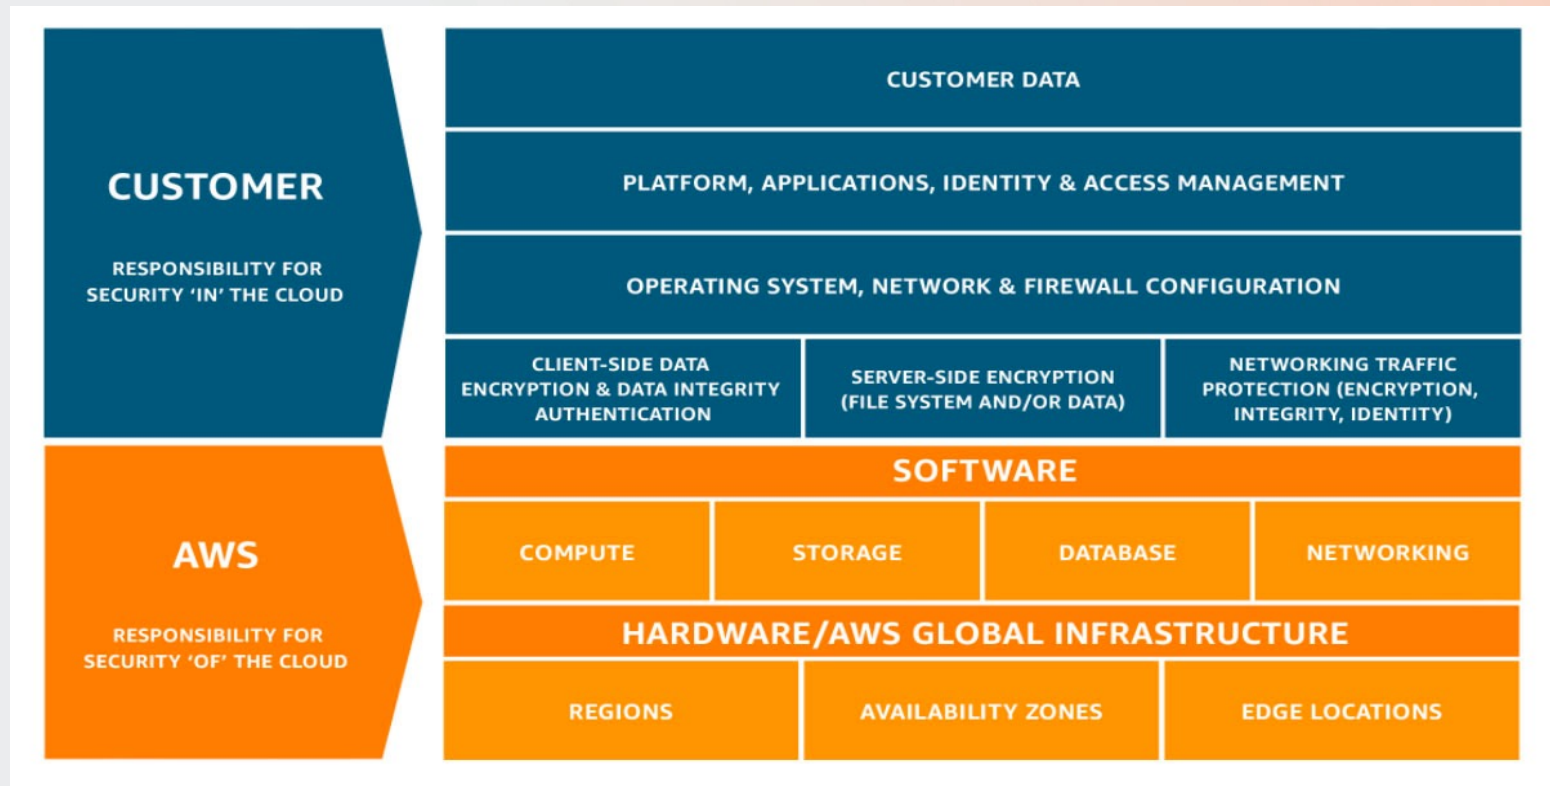 CUSTOMER
RESPONSIBILITY FOR
SECURITY ‘IN’ THE CLOUD
CUSTOMER DATA
PLATFORM, APPLICATIONS, IDENTITY & ACCESS MANAGEMENT
OPERATING SYSTEM, NETWORK & FIREWALL CONFIGURATION
CLIENT-SIDE DATA
ENCRYPTION & DATA INTEGRITY
AUTHENTICATION
SERVER-SIDE ENCRYPTION
(FILE SYSTEM AND/OR DATA)
NETWORKING TRAFFIC
PROTECTION (ENCRYPTION,
INTEGRITY, IDENTITY)
AWS
RESPONSIBILITY FOR
SECURITY ‘OF’ THE CLOUD
SOFTWARE
COMPUTE
STORAGE
DATABASE
NETWORKING
HARDWARE/AWS GLOBAL INFRASTRUCTURE
REGIONS
AVAILABILITY ZONES
EDGE LOCATIONS